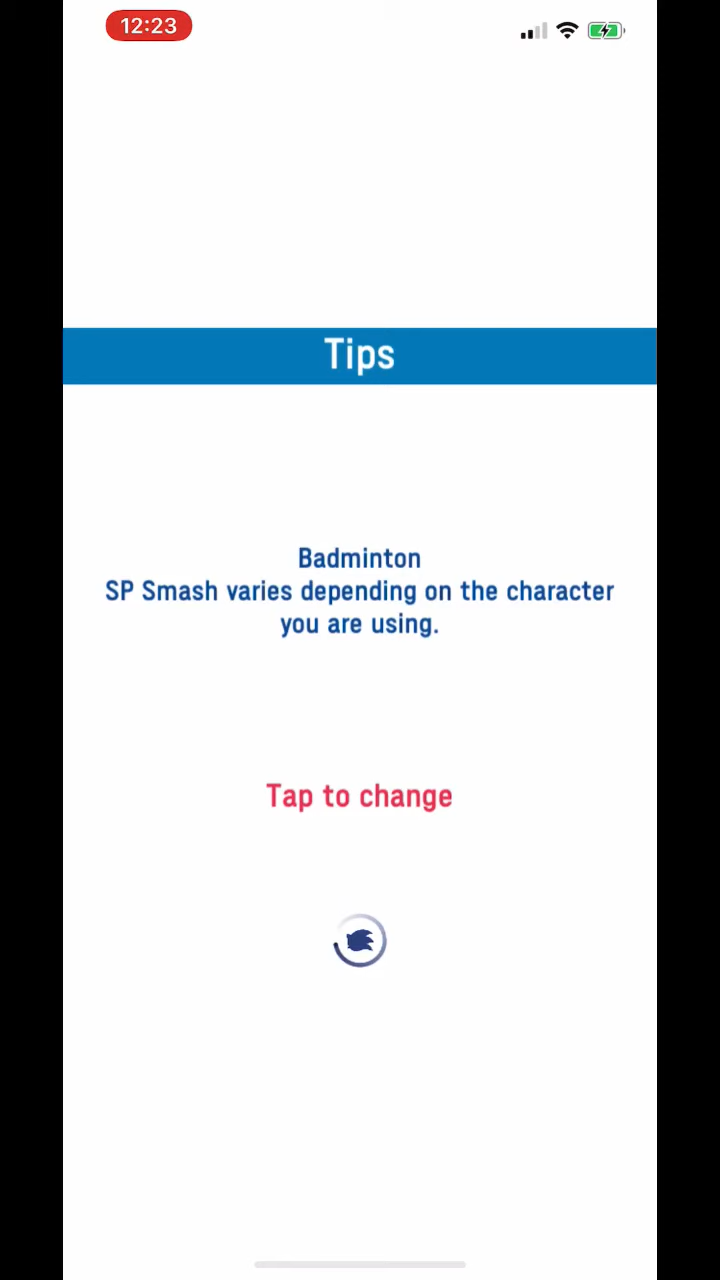 12:23
Tips
Badminton
SP Smash varies depending on the character
you are using.
Tap to change